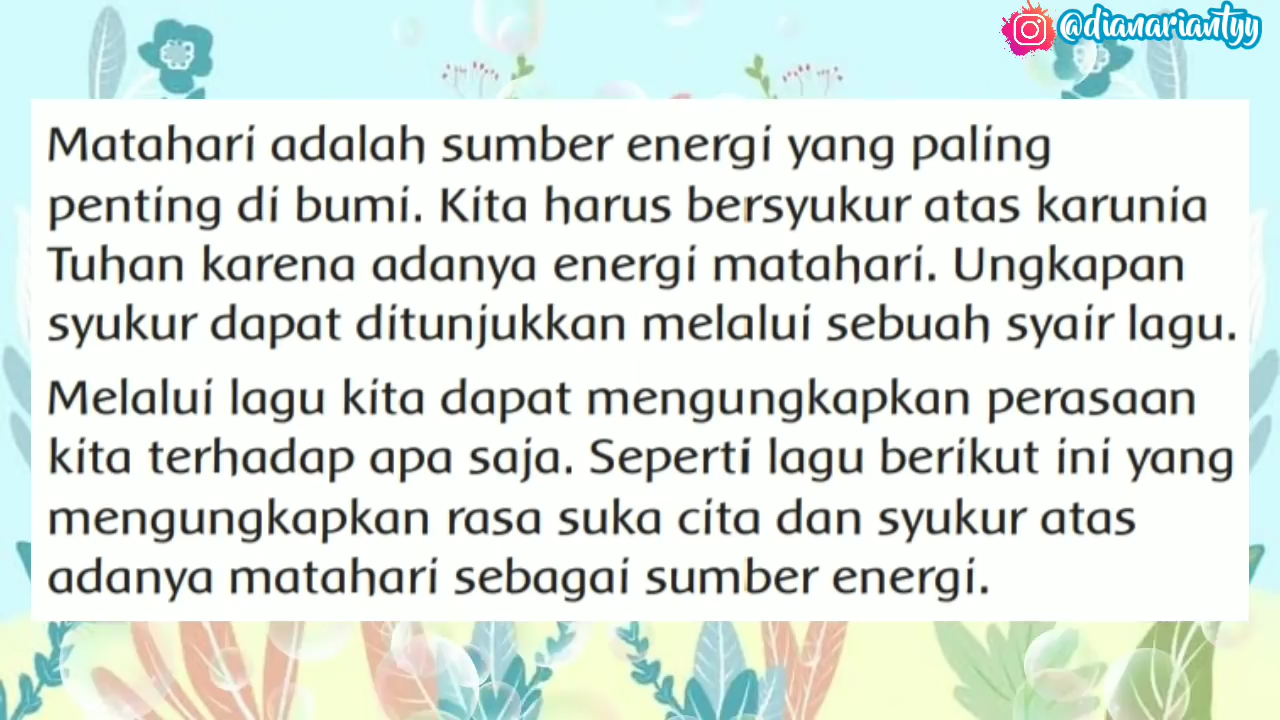 @dianariantyy
Matahari adalah sumber energi yang paling
penting di bumi. Kita harus bersyukur atas karunia
Tuhan karena adanya energi matahari. Ungkapan
syukur dapat ditunjukkan melalui sebuah syair lagu.
Melalui lagu kita dapat mengungkapkan perasaan
kita terhadap apa saja. Seperti lagu berikut ini yang
mengungkapkan rasa suka cita dan syukur atas
adanya matahari sebagai sumber energi.